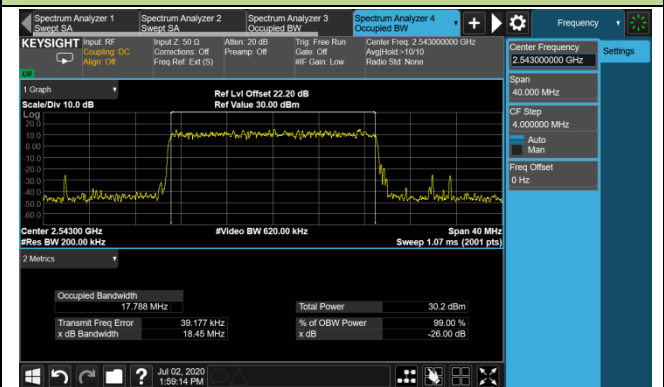 Spectrum Analyzer 1
Swept SA
Spectrum Analyzer 2
Swept SA
Spectrum Analyzer 3
Occupied BW
Spectrum Analyzer 4
Occupied BW
Frequency
KEYSIGHT
Input: RF
Coupling: DC
Align: Off
Input Z: 50 Ω
Corrections: Off
Freq Ref: Ext (S)
Atten: 20 dB
Preamp: Off
Trig: Free Run
Gate: Off
#IF Gain: Low
Center Freq: 2.543000000 GHz
Avg|Hold:>10/10
Radio Std: None
LXI
Center Frequency
2.543000000 GHz
Settings
Span
40.000 MHz
CF Step
4.000000 MHz
Auto
Man
Freq Offset
0 Hz
1 Graph
Scale/Div 10.0 dB
Ref Lvl Offset 22.20 dB
Ref Value 30.00 dBm
Log
20.0
10.0
0.00
-10.0
-20.0
-30.0
-40.0
-50.0
-60.0
Center 2.54300 GHz
#Video BW 620.00 kHz
Span 40 MHz
#Res BW 200.00 kHz
Sweep 1.07 ms (2001 pts)
2 Metrics
Occupied Bandwidth
17.788 MHz
Total Power 30.2 dBm
Transmit Freq Error 39.177 kHz
% of OBW Power 99.00 %
x dB Bandwidth 18.45 MHz
x dB -26.00 dB
?
Jul 02, 2020
1:59:14 PM